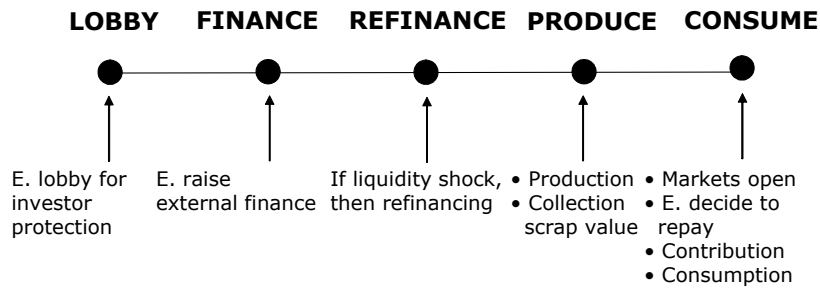 LOBBY FINANCE REFINANCE PRODUCE CONSUME
E. lobby for
investor
protection
E. raise
external finance
If liquidity shock,
then refinancing
• Production
• Collection
scrap value
• Markets open
• E. decide to
repay
• Contribution
• Consumption